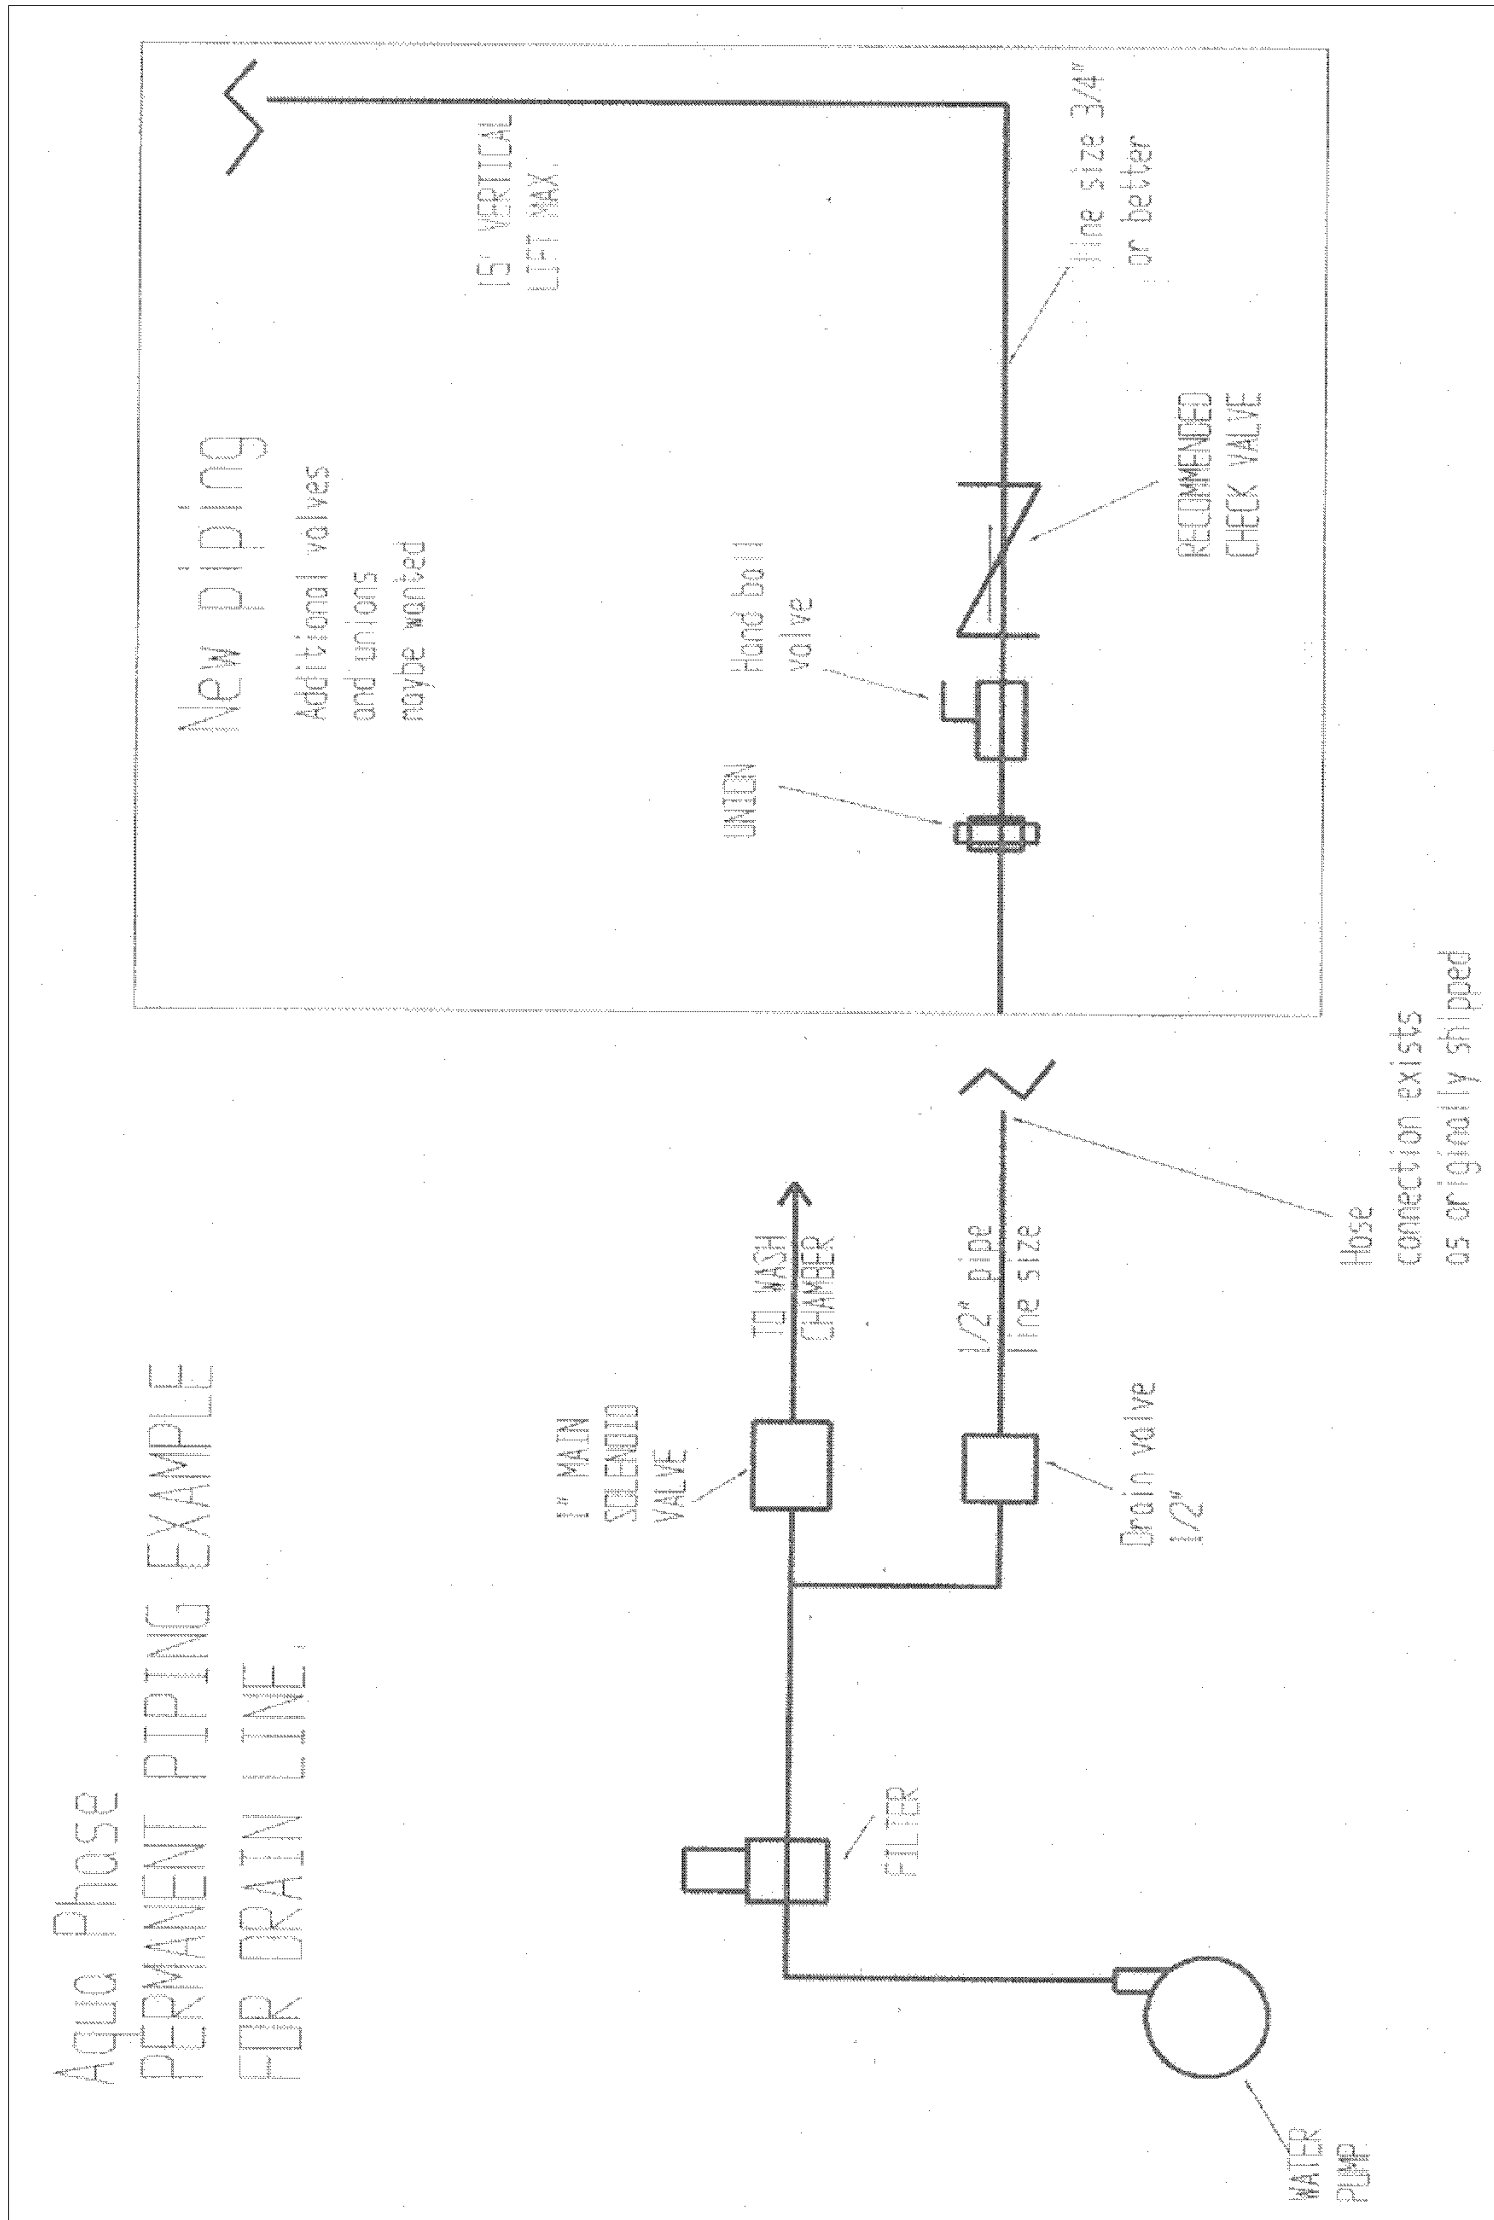 Aqua Phase
PERMANENT PIPING EXAMPLE
FOR DRAIN LINE
New piping
Additional valves
and unions
maybe wanted
15' VERTICAL
LIFT MAX.
UNION
Hand ball
valve
line size 3/4"
or better
RECOMMENDED
CHECK VALVE
1" MAIN
SOLENOID
VALVE
TO WASH
CHAMBER
1/2" pipe
line size
FILTER
Drain valve
1/2"
Hose
connection exists
as originally shipped
WATER
PUMP